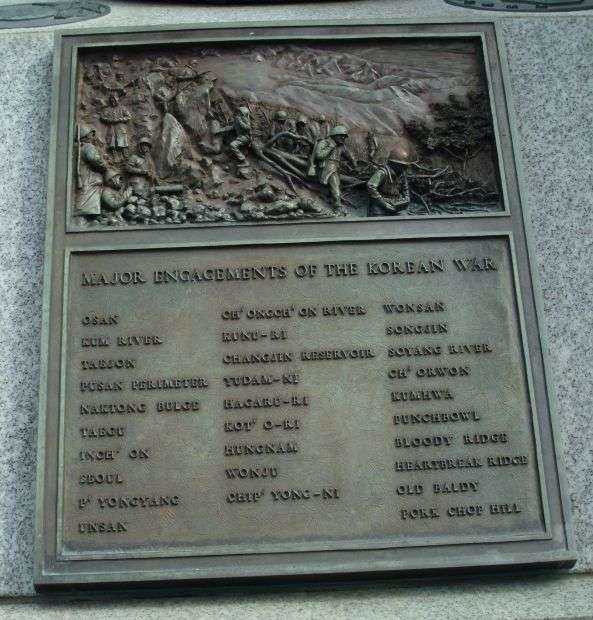 MAJOR ENGAGEMENTS OF THE KOREAN WAR
OSAN
KUM RIVER
TAEJON
PUSAN PERIMETER
NAKTONG BULGE
TAEGU
INCH' ON
SEOUL
P' YONGYANG
UNSAN
CH' ONGCH' ON RIVER
KUNU-RI
CHANGJIN RESERVOIR
YUDAM-NI
HAGARU-RI
KOT' O-RI
HUNGNAM
WONJU
CHIP' YONG-NI
WONSAN
SONGJIN
SOYANG RIVER
CH' ORWON
KUMHWA
PUNCHBOWL
BLOODY RIDGE
HEARTBREAK RIDGE
OLD BALDY
PORK CHOP HILL